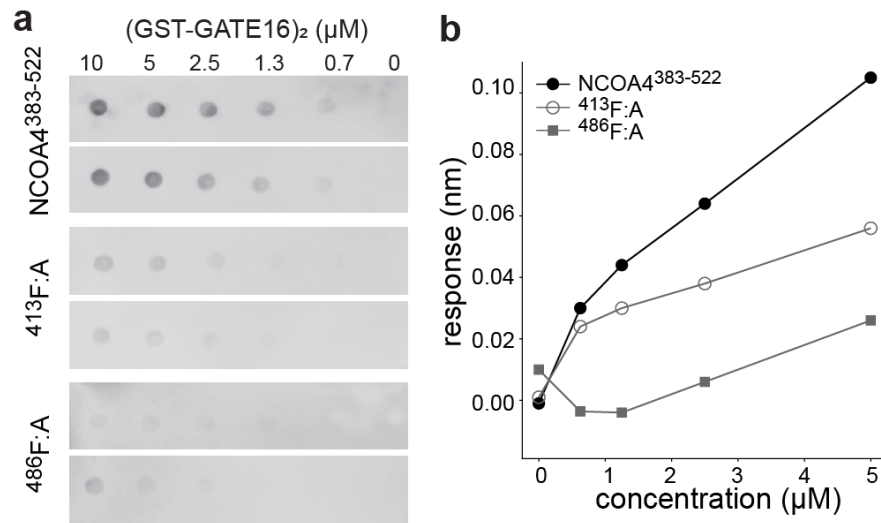 a
(GST-GATE16)₂ (µM)
10 5 2.5 1.3 0.7 0
NCOA4³⁸³⁻⁵²²
⁴¹³F:A
⁴⁸⁶F:A
b
NCOA4³⁸³⁻⁵²²
⁴¹³F:A
⁴⁸⁶F:A
response (nm)
0.10
0.08
0.06
0.04
0.02
0.00
0 1 2 3 4 5
concentration (µM)